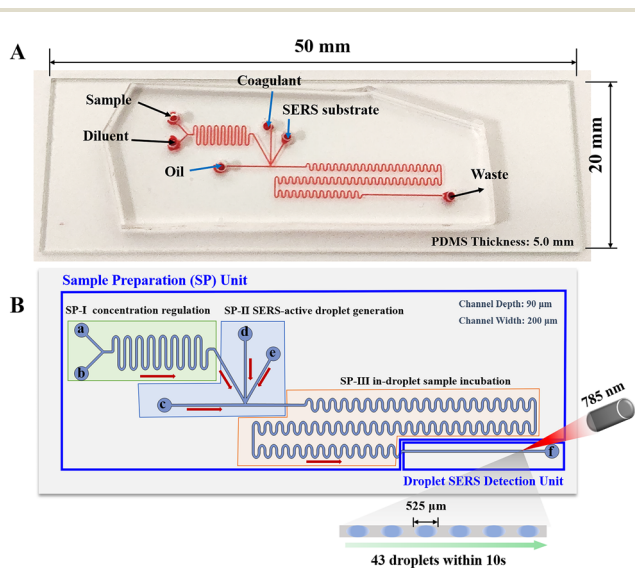 50 mm
A
Coagulant
Sample
SERS substrate
Diluent
Oil
Waste
20 mm
PDMS Thickness: 5.0 mm
Sample Preparation (SP) Unit
B
SP-I concentration regulation
SP-II SERS-active droplet generation
Channel Depth: 90 μm
Channel Width: 200 μm
a
d
b
e
SP-III in-droplet sample incubation
c
785 nm
f
Droplet SERS Detection Unit
525 μm
43 droplets within 10s